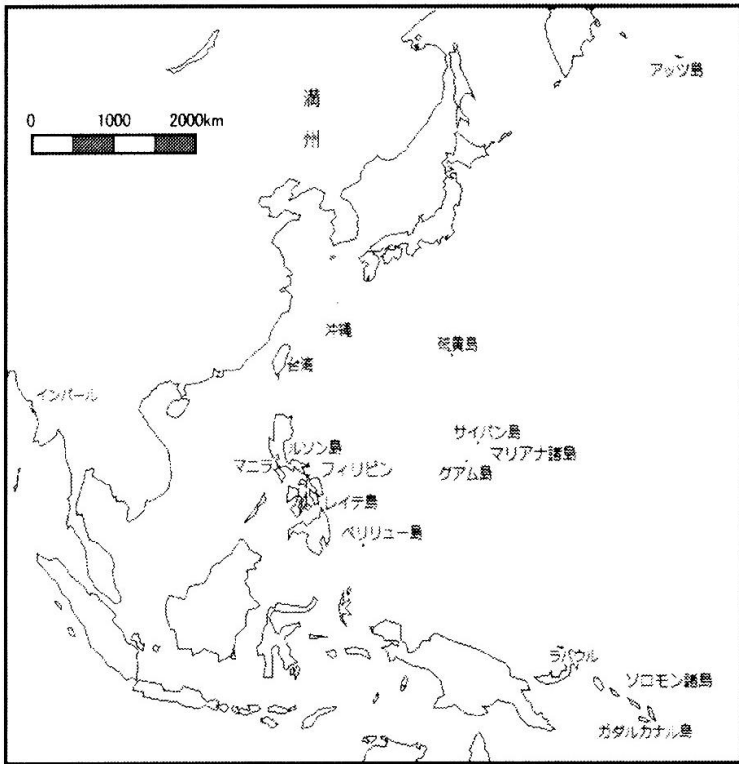 アッツ島
満
州
0 1000 2000km
沖縄
硫黄島
台湾
インパール
サイパン島
マリアナ諸島
グアム島
ルソン島
マニラ
フィリピン
レイテ島
ペリリュー島
ラバウル
ソロモン諸島
ガダルカナル島